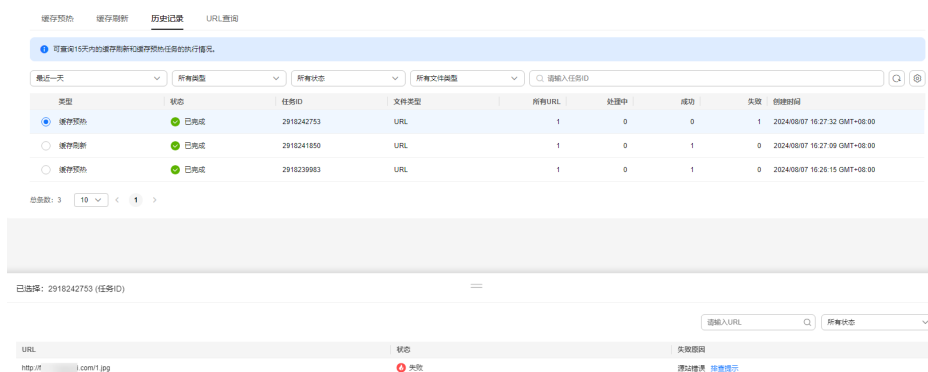 缓存预热 缓存刷新 历史记录 URL查询
可查询15天内的缓存刷新和缓存预热任务的执行情况。
最近一天 所有类型 所有状态 所有文件类型 请输入任务ID
类型 状态 任务ID 文件类型 所有URL 处理中 成功 失败 创建时间
缓存预热 已完成 2918242753 URL 1 0 0 1 2024/08/07 16:27:32 GMT+08:00
缓存刷新 已完成 2918241850 URL 1 0 1 0 2024/08/07 16:27:09 GMT+08:00
缓存预热 已完成 2918239983 URL 1 0 1 0 2024/08/07 16:26:15 GMT+08:00
总条数: 3 10 < 1 >
已选择: 2918242753 (任务ID)
请输入URL 所有状态
URL 状态 失败原因
http://f .com/1.jpg 失败 源站错误 排查提示